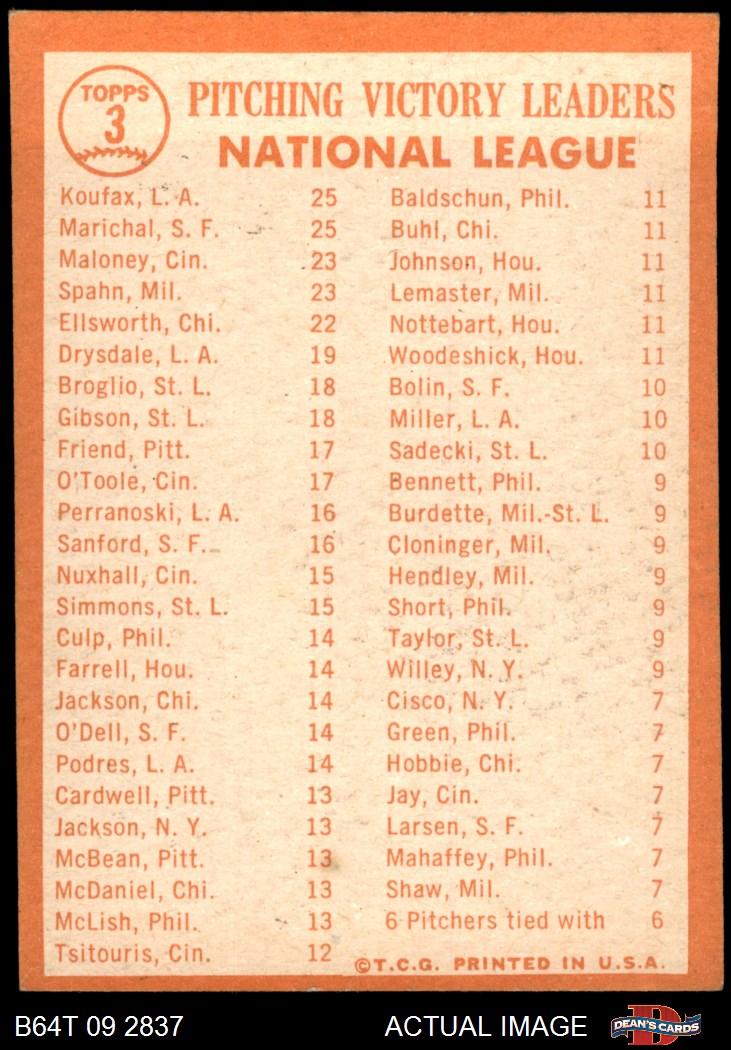 TOPPS
3
PITCHING VICTORY LEADERS
NATIONAL LEAGUE
Koufax, L. A. 25
Marichal, S. F. 25
Maloney, Cin. 23
Spahn, Mil. 23
Ellsworth, Chi. 22
Drysdale, L. A. 19
Broglio, St. L. 18
Gibson, St. L. 18
Friend, Pitt. 17
O'Toole, Cin. 17
Perranoski, L. A. 16
Sanford, S. F. 16
Nuxhall, Cin. 15
Simmons, St. L. 15
Culp, Phil. 14
Farrell, Hou. 14
Jackson, Chi. 14
O'Dell, S. F. 14
Podres, L. A. 14
Cardwell, Pitt. 13
Jackson, N. Y. 13
McBean, Pitt. 13
McDaniel, Chi. 13
McLish, Phil. 13
Tsitouris, Cin. 12
Baldschun, Phil. 11
Buhl, Chi. 11
Johnson, Hou. 11
Lemaster, Mil. 11
Nottebart, Hou. 11
Woodeshick, Hou. 11
Bolin, S. F. 10
Miller, L. A. 10
Sadecki, St. L. 10
Bennett, Phil. 9
Burdette, Mil.-St. L. 9
Cloninger, Mil. 9
Hendley, Mil. 9
Short, Phil. 9
Taylor, St. L. 9
Willey, N. Y. 9
Cisco, N. Y. 7
Green, Phil. 7
Hobbie, Chi. 7
Jay, Cin. 7
Larsen, S. F. 7
Mahaffey, Phil. 7
Shaw, Mil. 7
6 Pitchers tied with 6
©T.C.G. PRINTED IN U.S.A.
B64T 09 2837
ACTUAL IMAGE
D
DEAN'S CARDS